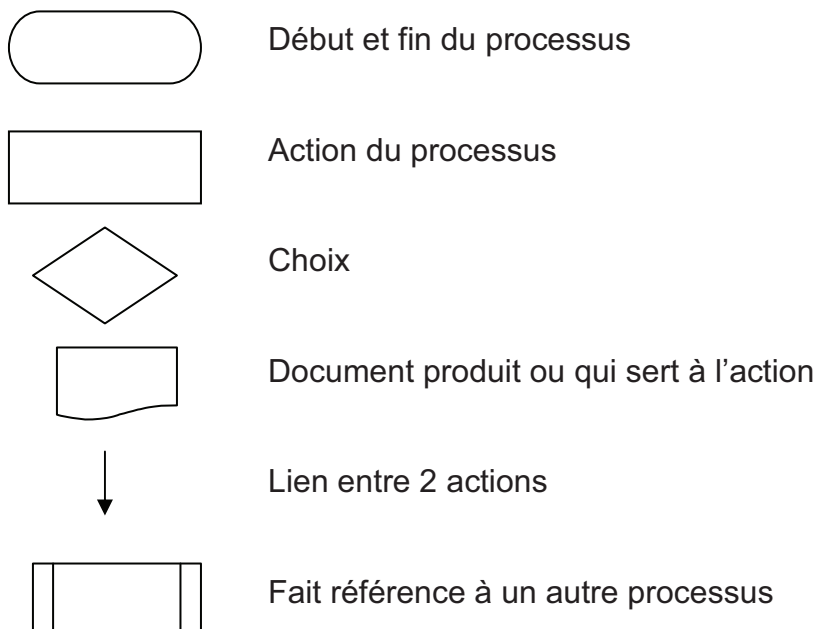 Début et fin du processus
Action du processus
Choix
Document produit ou qui sert à l’action
Lien entre 2 actions
Fait référence à un autre processus